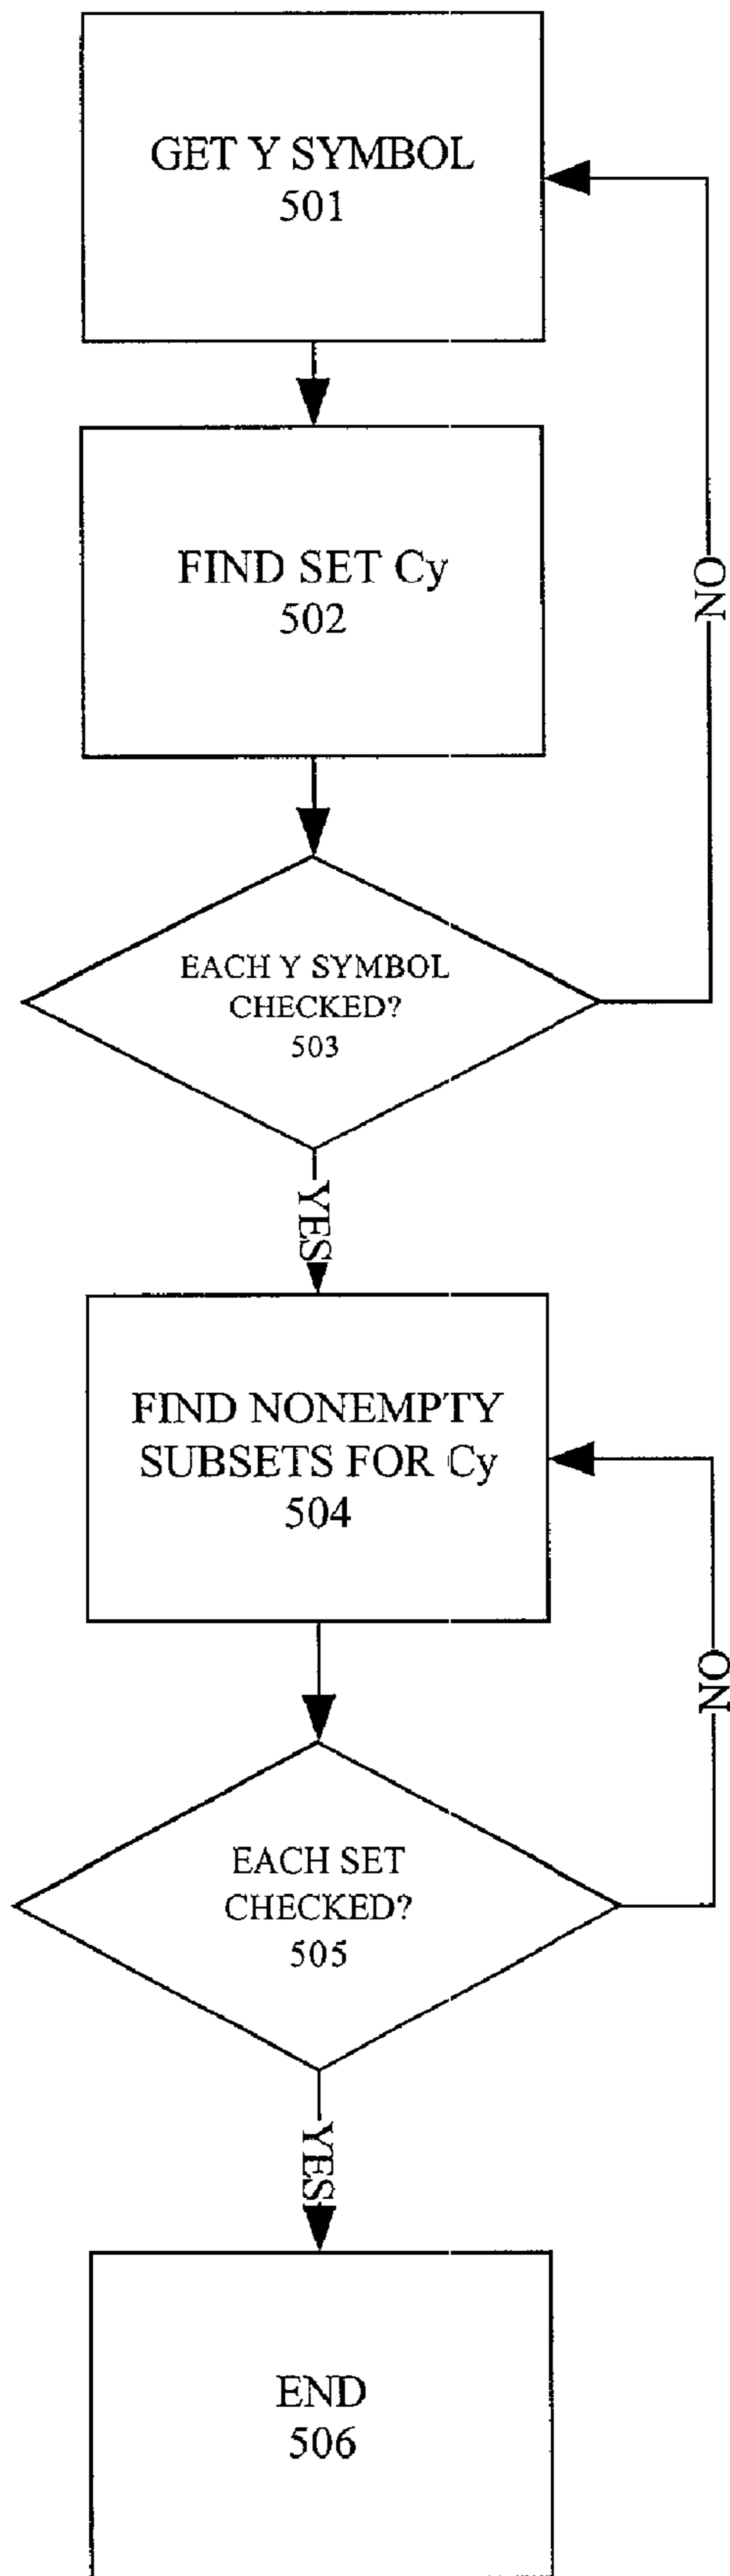 GET Y SYMBOL
501
FIND SET Cy
502
NO
EACH Y SYMBOL
CHECKED?
503
YES
FIND NONEMPTY
SUBSETS FOR Cy
504
NO
EACH SET
CHECKED?
505
YES
END
506